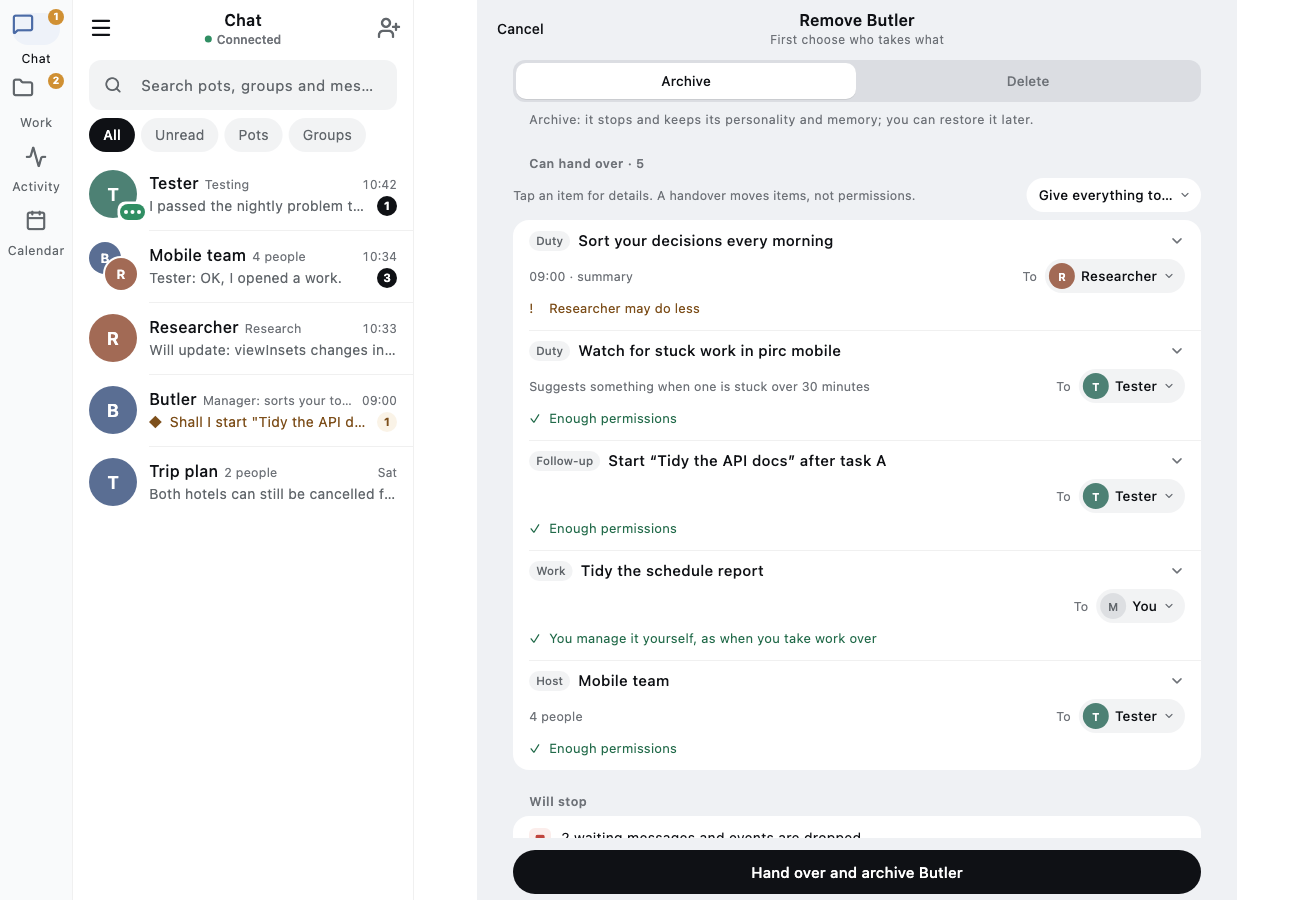 1
Chat
2
Work
Activity
Calendar
Chat
Connected
Search pots, groups and mes...
All
Unread
Pots
Groups
T
Tester Testing 10:42
I passed the nightly problem t... 1
B
R
Mobile team 4 people 10:34
Tester: OK, I opened a work. 3
R
Researcher Research 10:33
Will update: viewInsets changes in...
B
Butler Manager: sorts your to... 09:00
Shall I start "Tidy the API d... 1
T
Trip plan 2 people Sat
Both hotels can still be cancelled f...
Cancel
Remove Butler
First choose who takes what
Archive
Delete
Archive: it stops and keeps its personality and memory; you can restore it later.
Can hand over · 5
Tap an item for details. A handover moves items, not permissions.
Give everything to...
Duty Sort your decisions every morning
09:00 · summary
To R Researcher
! Researcher may do less
Duty Watch for stuck work in pirc mobile
Suggests something when one is stuck over 30 minutes
To T Tester
✓ Enough permissions
Follow-up Start “Tidy the API docs” after task A
To T Tester
✓ Enough permissions
Work Tidy the schedule report
To M You
✓ You manage it yourself, as when you take work over
Host Mobile team
4 people
To T Tester
✓ Enough permissions
Will stop
2 waiting messages and events are dropped
Hand over and archive Butler